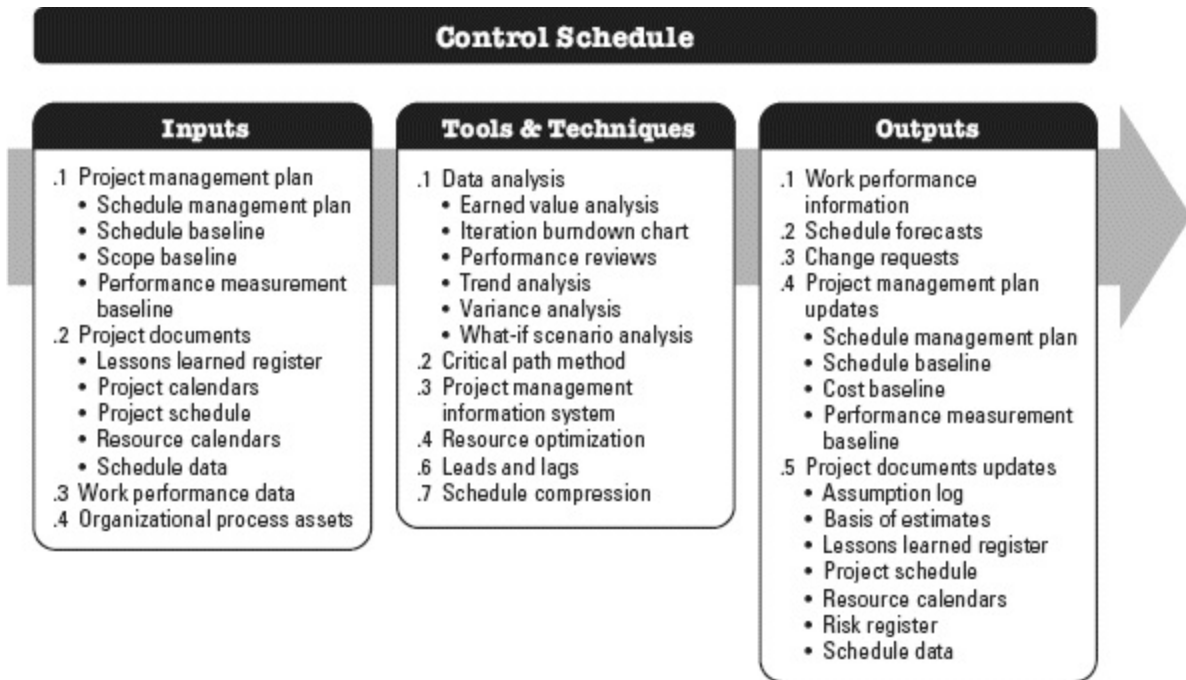 Control Schedule
Inputs
.1 Project management plan
• Schedule management plan
• Schedule baseline
• Scope baseline
• Performance measurement
baseline
.2 Project documents
• Lessons learned register
• Project calendars
• Project schedule
• Resource calendars
• Schedule data
.3 Work performance data
.4 Organizational process assets
Tools & Techniques
.1 Data analysis
• Earned value analysis
• Iteration burndown chart
• Performance reviews
• Trend analysis
• Variance analysis
• What-if scenario analysis
.2 Critical path method
.3 Project management
information system
.4 Resource optimization
.6 Leads and lags
.7 Schedule compression
Outputs
.1 Work performance
information
.2 Schedule forecasts
.3 Change requests
.4 Project management plan
updates
• Schedule management plan
• Schedule baseline
• Cost baseline
• Performance measurement
baseline
.5 Project documents updates
• Assumption log
• Basis of estimates
• Lessons learned register
• Project schedule
• Resource calendars
• Risk register
• Schedule data